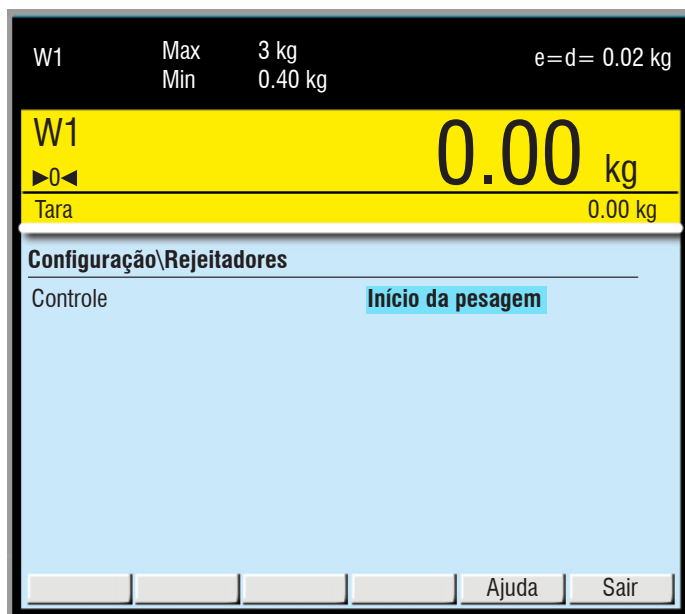 W1 Max 3 kg e=d= 0.02 kg
Min 0.40 kg
W1 0.00 kg
►0◄
Tara 0.00 kg
Configuração\Rejeitadores
Controle Início da pesagem
Ajuda Sair